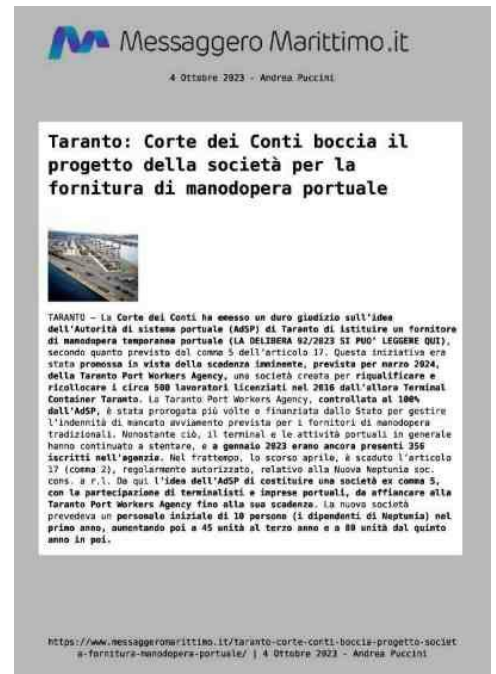 Messaggero Marittimo.it
4 Ottobre 2023 - Andrea Puccini
Taranto: Corte dei Conti boccia il
progetto della società per la
fornitura di manodopera portuale
TARANTO – La Corte dei Conti ha emesso un duro giudizio sull'idea
dell'Autorità di sistema portuale (AdSP) di Taranto di istituire un fornitore
di manodopera temporanea portuale (LA DELIBERA 92/2023 SI PUO' LEGGERE QUI),
secondo quanto previsto dal comma 5 dell'articolo 17. Questa iniziativa era
stata promossa in vista della scadenza imminente, prevista per marzo 2024,
della Taranto Port Workers Agency, una società creata per riqualificare e
ricollocare i circa 500 lavoratori licenziati nel 2016 dall'allora Terminal
Container Taranto. La Taranto Port Workers Agency, controllata al 100%
dall'AdSP, è stata prorogata più volte e finanziata dallo Stato per gestire
l'indennità di mancato avviamento prevista per i fornitori di manodopera
tradizionali. Nonostante ciò, il terminal e le attività portuali in generale
hanno continuato a stentare, e a gennaio 2023 erano ancora presenti 356
iscritti nell'agenzia. Nel frattempo, lo scorso aprile, è scaduto l'articolo
17 (comma 2), regolarmente autorizzato, relativo alla Nuova Neptunia soc.
cons. a r.l. Da qui l'idea dell'AdSP di costituire una società ex comma 5,
con la partecipazione di terminalisti e imprese portuali, da affiancare alla
Taranto Port Workers Agency fino alla sua scadenza. La nuova società
prevedeva un personale iniziale di 10 persone (i dipendenti di Neptunia) nel
primo anno, aumentando poi a 45 unità al terzo anno e a 80 unità dal quinto
anno in poi.
https://www.messaggeromarittimo.it/taranto-corte-conti-boccia-progetto-societ
a-fornitura-manodopera-portuale/ | 4 Ottobre 2023 - Andrea Puccini